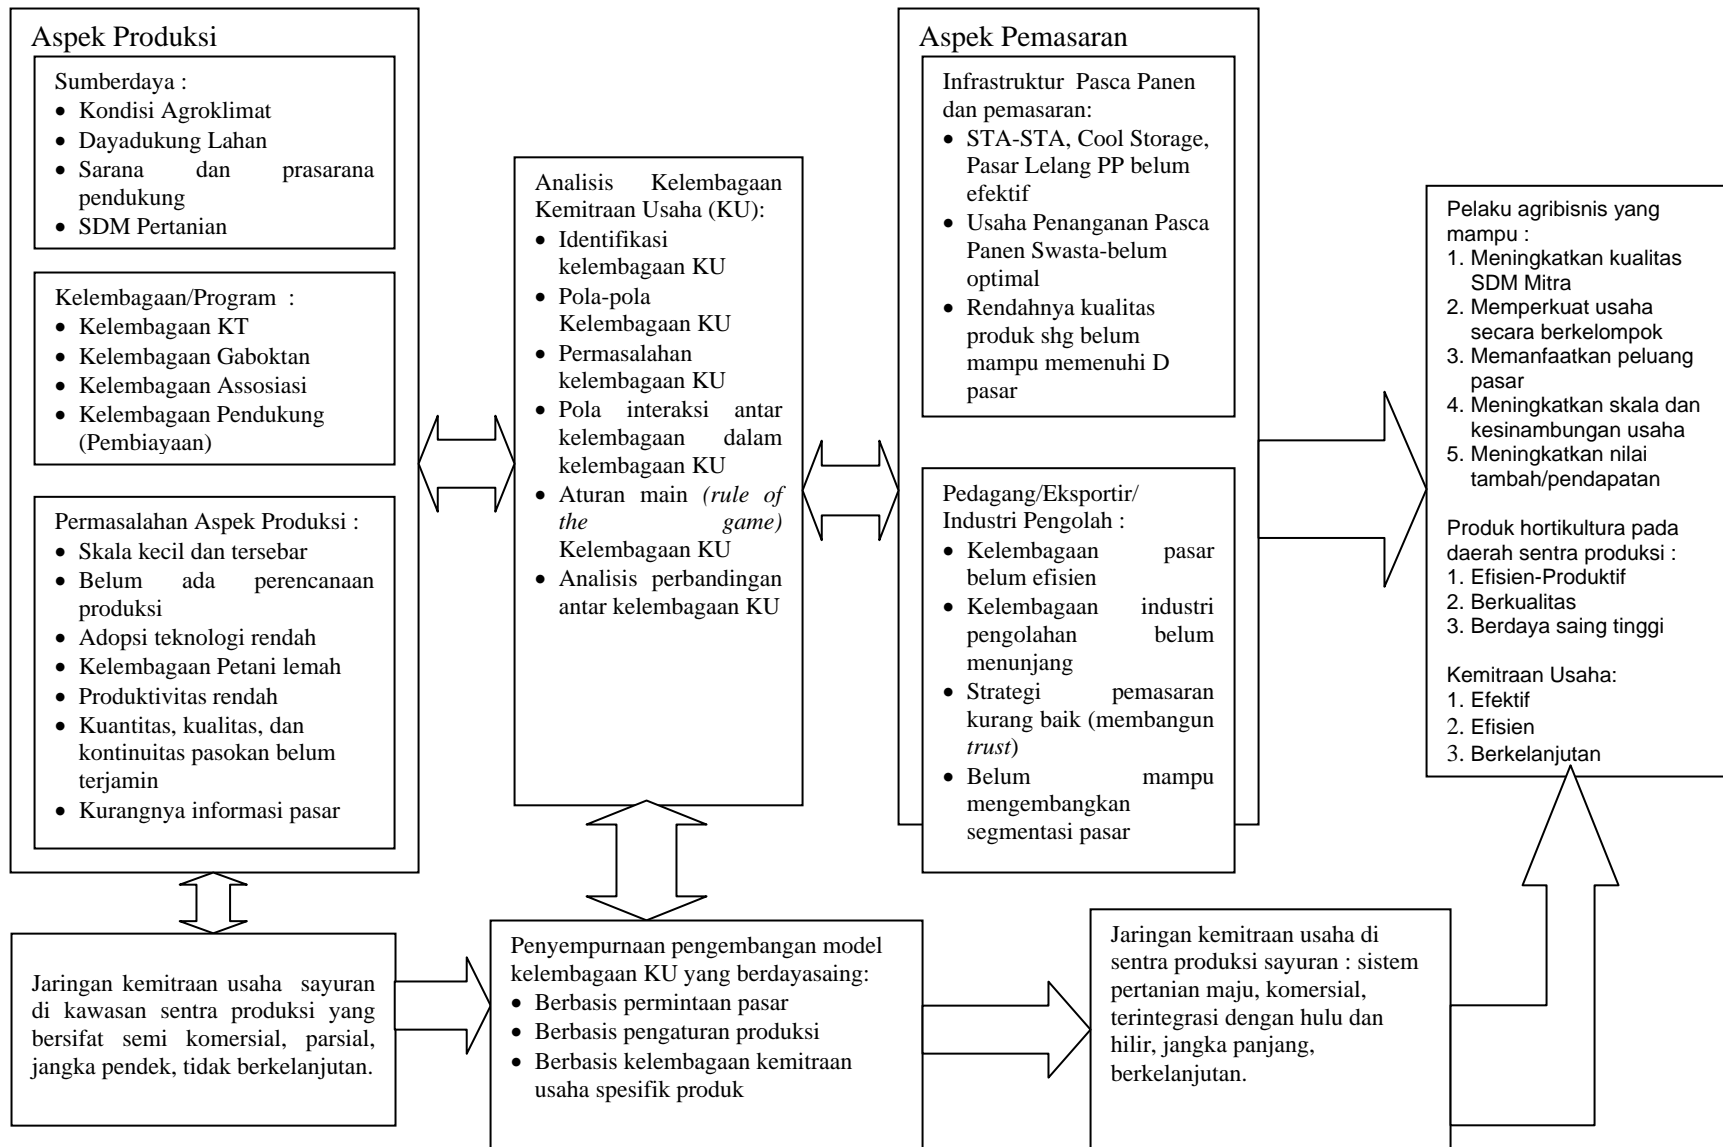 Aspek Produksi
Sumberdaya :
• Kondisi Agroklimat
• Dayadukung Lahan
• Sarana dan prasarana
pendukung
• SDM Pertanian
Kelembagaan/Program :
• Kelembagaan KT
• Kelembagaan Gaboktan
• Kelembagaan Assosiasi
• Kelembagaan Pendukung
(Pembiayaan)
Permasalahan Aspek Produksi :
• Skala kecil dan tersebar
• Belum ada perencanaan
produksi
• Adopsi teknologi rendah
• Kelembagaan Petani lemah
• Produktivitas rendah
• Kuantitas, kualitas, dan
kontinuitas pasokan belum
terjamin
• Kurangnya informasi pasar
Analisis Kelembagaan
Kemitraan Usaha (KU):
• Identifikasi
kelembagaan KU
• Pola-pola
Kelembagaan KU
• Permasalahan
kelembagaan KU
• Pola interaksi antar
kelembagaan dalam
kelembagaan KU
• Aturan main (rule of
the game)
Kelembagaan KU
• Analisis perbandingan
antar kelembagaan KU
Aspek Pemasaran
Infrastruktur Pasca Panen
dan pemasaran:
• STA-STA, Cool Storage,
Pasar Lelang PP belum
efektif
• Usaha Penanganan Pasca
Panen Swasta-belum
optimal
• Rendahnya kualitas
produk shg belum
mampu memenuhi D
pasar
Pedagang/Eksportir/
Industri Pengolah :
• Kelembagaan pasar
belum efisien
• Kelembagaan industri
pengolahan belum
menunjang
• Strategi pemasaran
kurang baik (membangun
trust)
• Belum mampu
mengembangkan
segmentasi pasar
Pelaku agribisnis yang
mampu :
1. Meningkatkan kualitas
SDM Mitra
2. Memperkuat usaha
secara berkelompok
3. Memanfaatkan peluang
pasar
4. Meningkatkan skala dan
kesinambungan usaha
5. Meningkatkan nilai
tambah/pendapatan
Produk hortikultura pada
daerah sentra produksi :
1. Efisien-Produktif
2. Berkualitas
3. Berdaya saing tinggi
Kemitraan Usaha:
1. Efektif
2. Efisien
3. Berkelanjutan
Jaringan kemitraan usaha sayuran
di kawasan sentra produksi yang
bersifat semi komersial, parsial,
jangka pendek, tidak berkelanjutan.
Penyempurnaan pengembangan model
kelembagaan KU yang berdayasaing:
• Berbasis permintaan pasar
• Berbasis pengaturan produksi
• Berbasis kelembagaan kemitraan
usaha spesifik produk
Jaringan kemitraan usaha di
sentra produksi sayuran : sistem
pertanian maju, komersial,
terintegrasi dengan hulu dan
hilir, jangka panjang,
berkelanjutan.